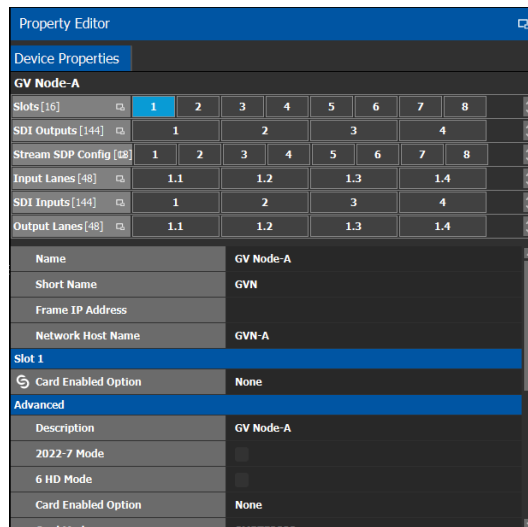 Property Editor
Device Properties
GV Node-A
Slots [16] 1 2 3 4 5 6 7 8
SDI Outputs [144] 1 2 3 4
Stream SDP Config 1 2 3 4 5 6 7 8
Input Lanes [48] 1.1 1.2 1.3 1.4
SDI Inputs [144] 1 2 3 4
Output Lanes [48] 1.1 1.2 1.3 1.4
Name GV Node-A
Short Name GVN
Frame IP Address
Network Host Name GVN-A
Slot 1
Card Enabled Option None
Advanced
Description GV Node-A
2022-7 Mode
6 HD Mode
Card Enabled Option None